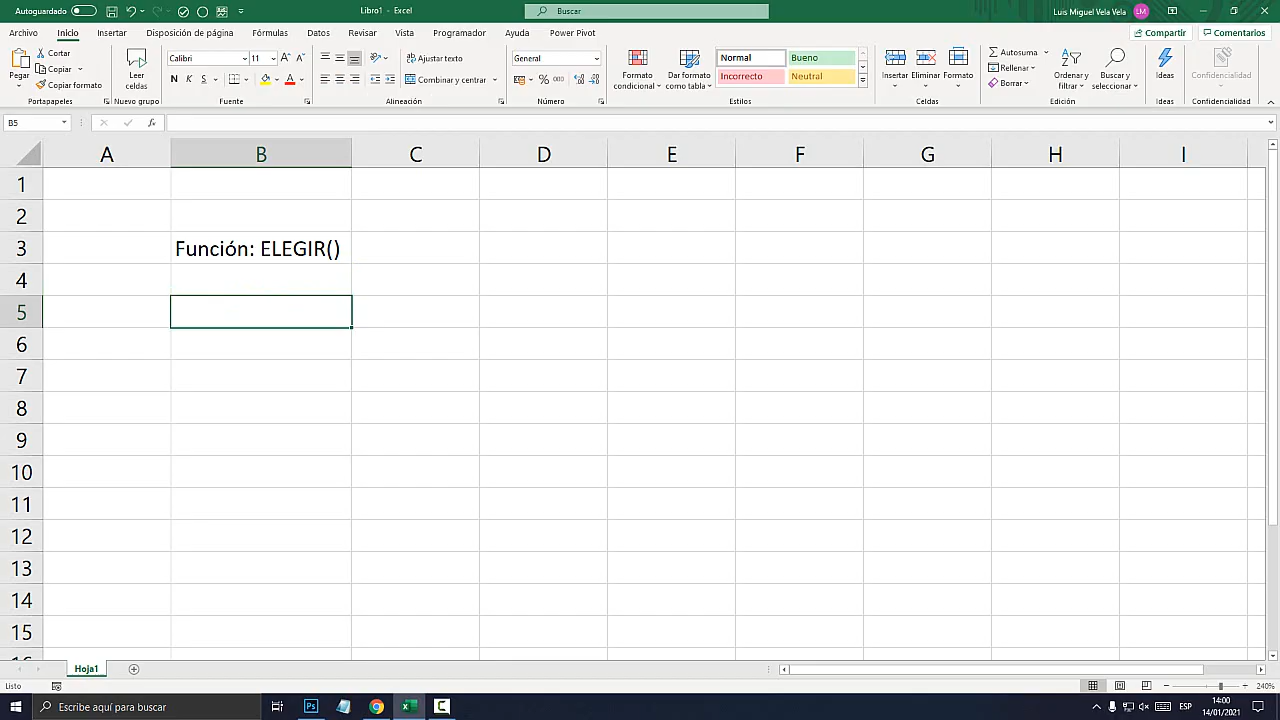 Autoguardado
Libro1 - Excel
Buscar
Luis Miguel Vela Vela
LM
Archivo Inicio Insertar Disposición de página Fórmulas Datos Revisar Vista Programador Ayuda Power Pivot
Compartir
Comentarios
Pegar
Cortar
Copiar
Copiar formato
Portapapeles
Leer celdas
Nuevo grupo
Calibri
11
N K S
Fuente
Ajustar texto
Combinar y centrar
Alineación
General
% 000
Número
Formato condicional
Dar formato como tabla
Normal
Bueno
Incorrecto
Neutral
Estilos
Insertar
Eliminar
Formato
Celdas
Autosuma
Rellenar
Borrar
Ordenar y filtrar
Buscar y seleccionar
Edición
Ideas
Ideas
Confidencialidad
Confidencialidad
B5
fx
A B C D E F G H I
1
2
3 Función: ELEGIR()
4
5
6
7
8
9
10
11
12
13
14
15
Hoja1
Listo
240%
Escribe aquí para buscar
Ps
ESP
14:00
14/01/2021